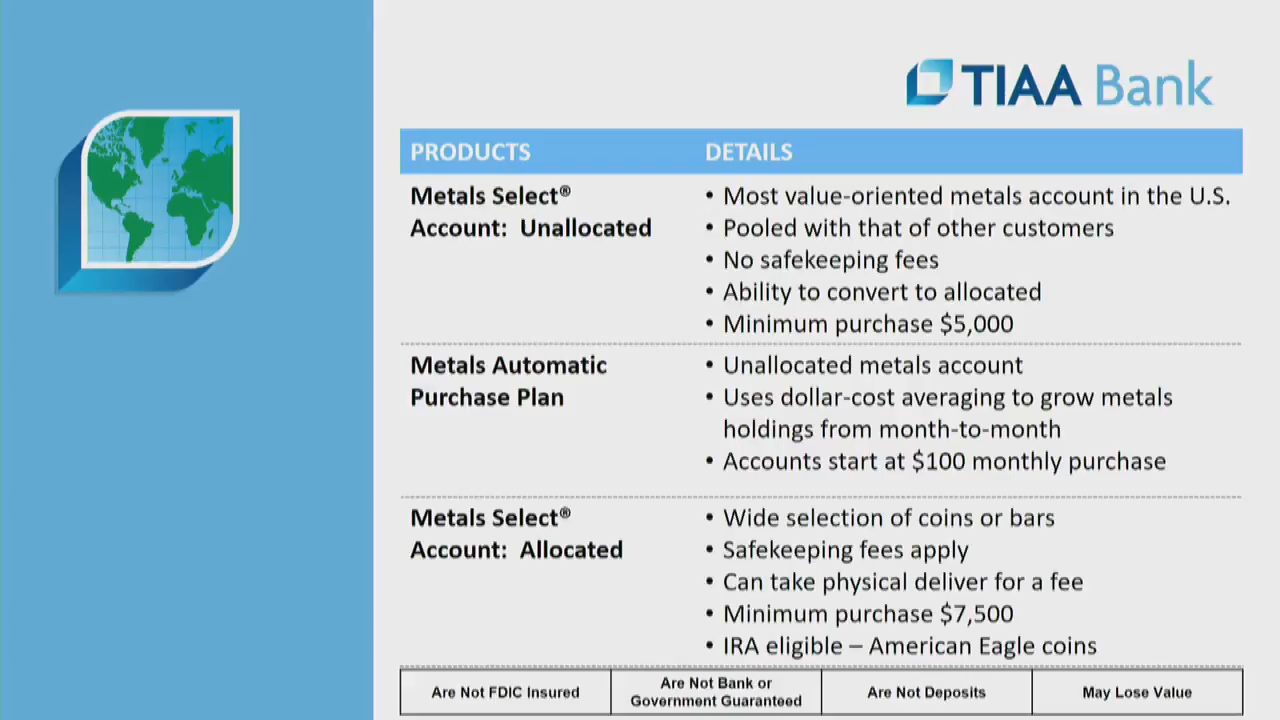 TIAA Bank
PRODUCTS DETAILS
Metals Select®
Account: Unallocated
• Most value-oriented metals account in the U.S.
• Pooled with that of other customers
• No safekeeping fees
• Ability to convert to allocated
• Minimum purchase $5,000
Metals Automatic
Purchase Plan
• Unallocated metals account
• Uses dollar-cost averaging to grow metals
holdings from month-to-month
• Accounts start at $100 monthly purchase
Metals Select®
Account: Allocated
• Wide selection of coins or bars
• Safekeeping fees apply
• Can take physical deliver for a fee
• Minimum purchase $7,500
• IRA eligible – American Eagle coins
Are Not FDIC Insured
Are Not Bank or
Government Guaranteed
Are Not Deposits
May Lose Value